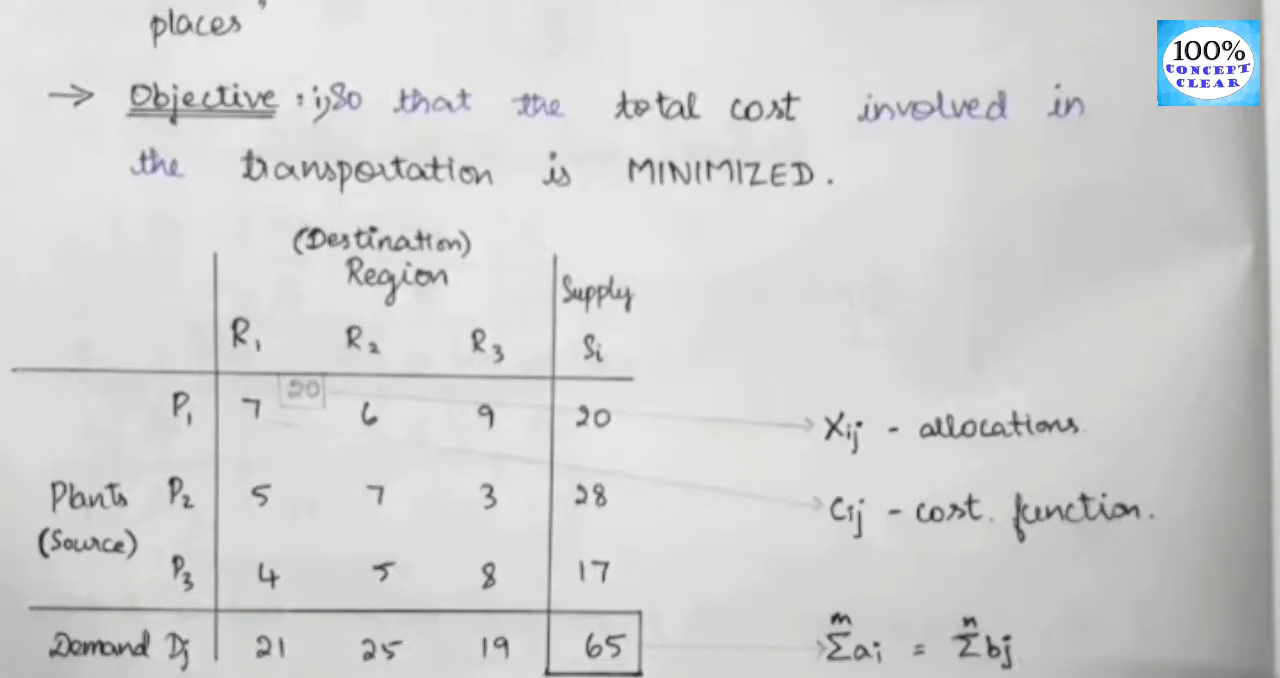 places"
→ Objective : i) So that the total cost involved in
the transportation is MINIMIZED.
(Destination)
Region
Supply
R₁ R₂ R₃ Si
20
P₁ 7 6 9 20
Xij - allocations
Plants P₂ 5 7 3 28
Cij - cost. function.
(Source)
P₃ 4 5 8 17
Demand Dj 21 25 19 65
m n
Σai = Σbj
100%
CONCEPT
CLEAR